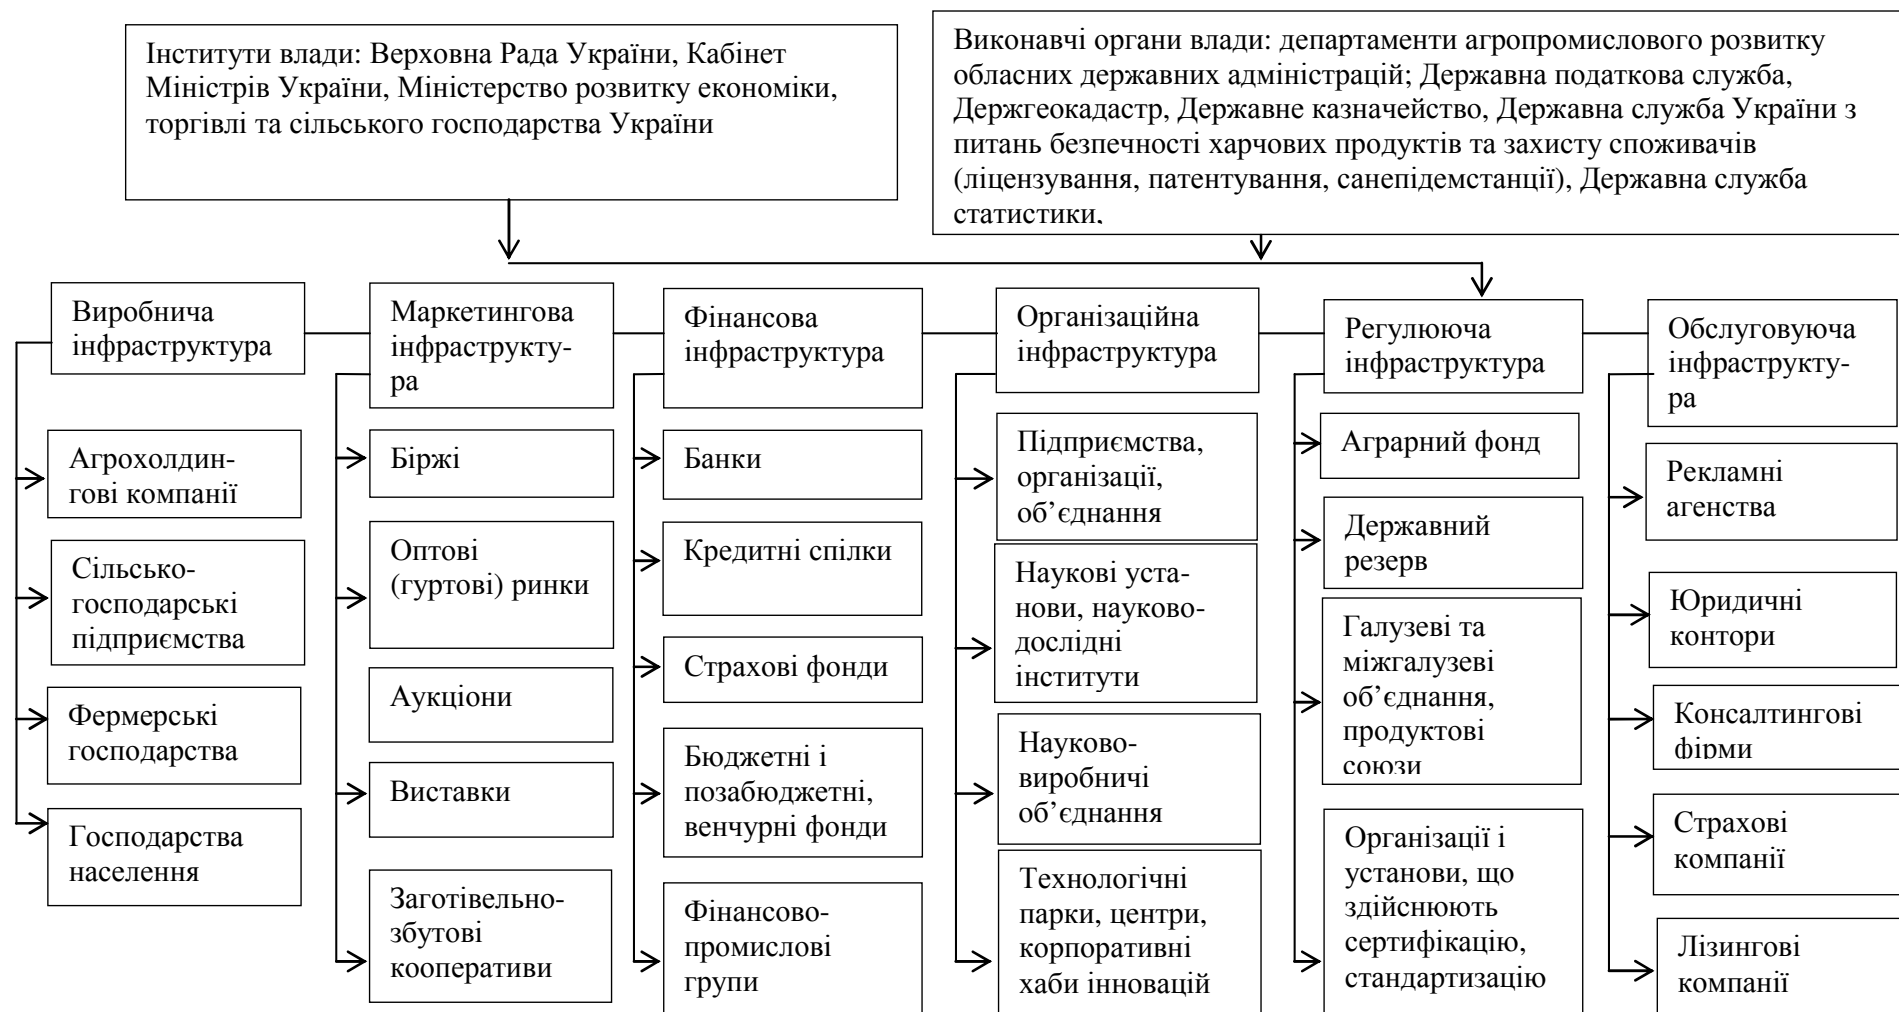 Інститути влади: Верховна Рада України, Кабінет
Міністрів України, Міністерство розвитку економіки,
торгівлі та сільського господарства України
Виконавчі органи влади: департаменти агропромислового розвитку
обласних державних адміністрацій; Державна податкова служба,
Держгеокадастр, Державне казначейство, Державна служба України з
питань безпечності харчових продуктів та захисту споживачів
(ліцензування, патентування, санепідемстанції), Державна служба
статистики.
Виробнича
інфраструктура
Агрохолдин-
гові компанії
Сільсько-
господарські
підприємства
Фермерські
господарства
Господарства
населення
Маркетингова
інфраструкту-
ра
Біржі
Оптові
(гуртові) ринки
Аукціони
Виставки
Заготівельно-
збутові
кооперативи
Фінансова
інфраструктура
Банки
Кредитні спілки
Страхові фонди
Бюджетні і
позабюджетні,
венчурні фонди
Фінансово-
промислові
групи
Організаційна
інфраструктура
Підприємства,
організації,
об’єднання
Наукові уста-
нови, науково-
дослідні
інститути
Науково-
виробничі
об’єднання
Технологічні
парки, центри,
корпоративні
хаби інновацій
Регулююча
інфраструктура
Аграрний фонд
Державний
резерв
Галузеві та
міжгалузеві
об’єднання,
продуктові
союзи
Організації і
установи, що
здійснюють
сертифікацію,
стандартизацію
Обслуговуюча
інфраструкту-
ра
Рекламні
агенства
Юридичні
контори
Консалтингові
фірми
Страхові
компанії
Лізингові
компанії